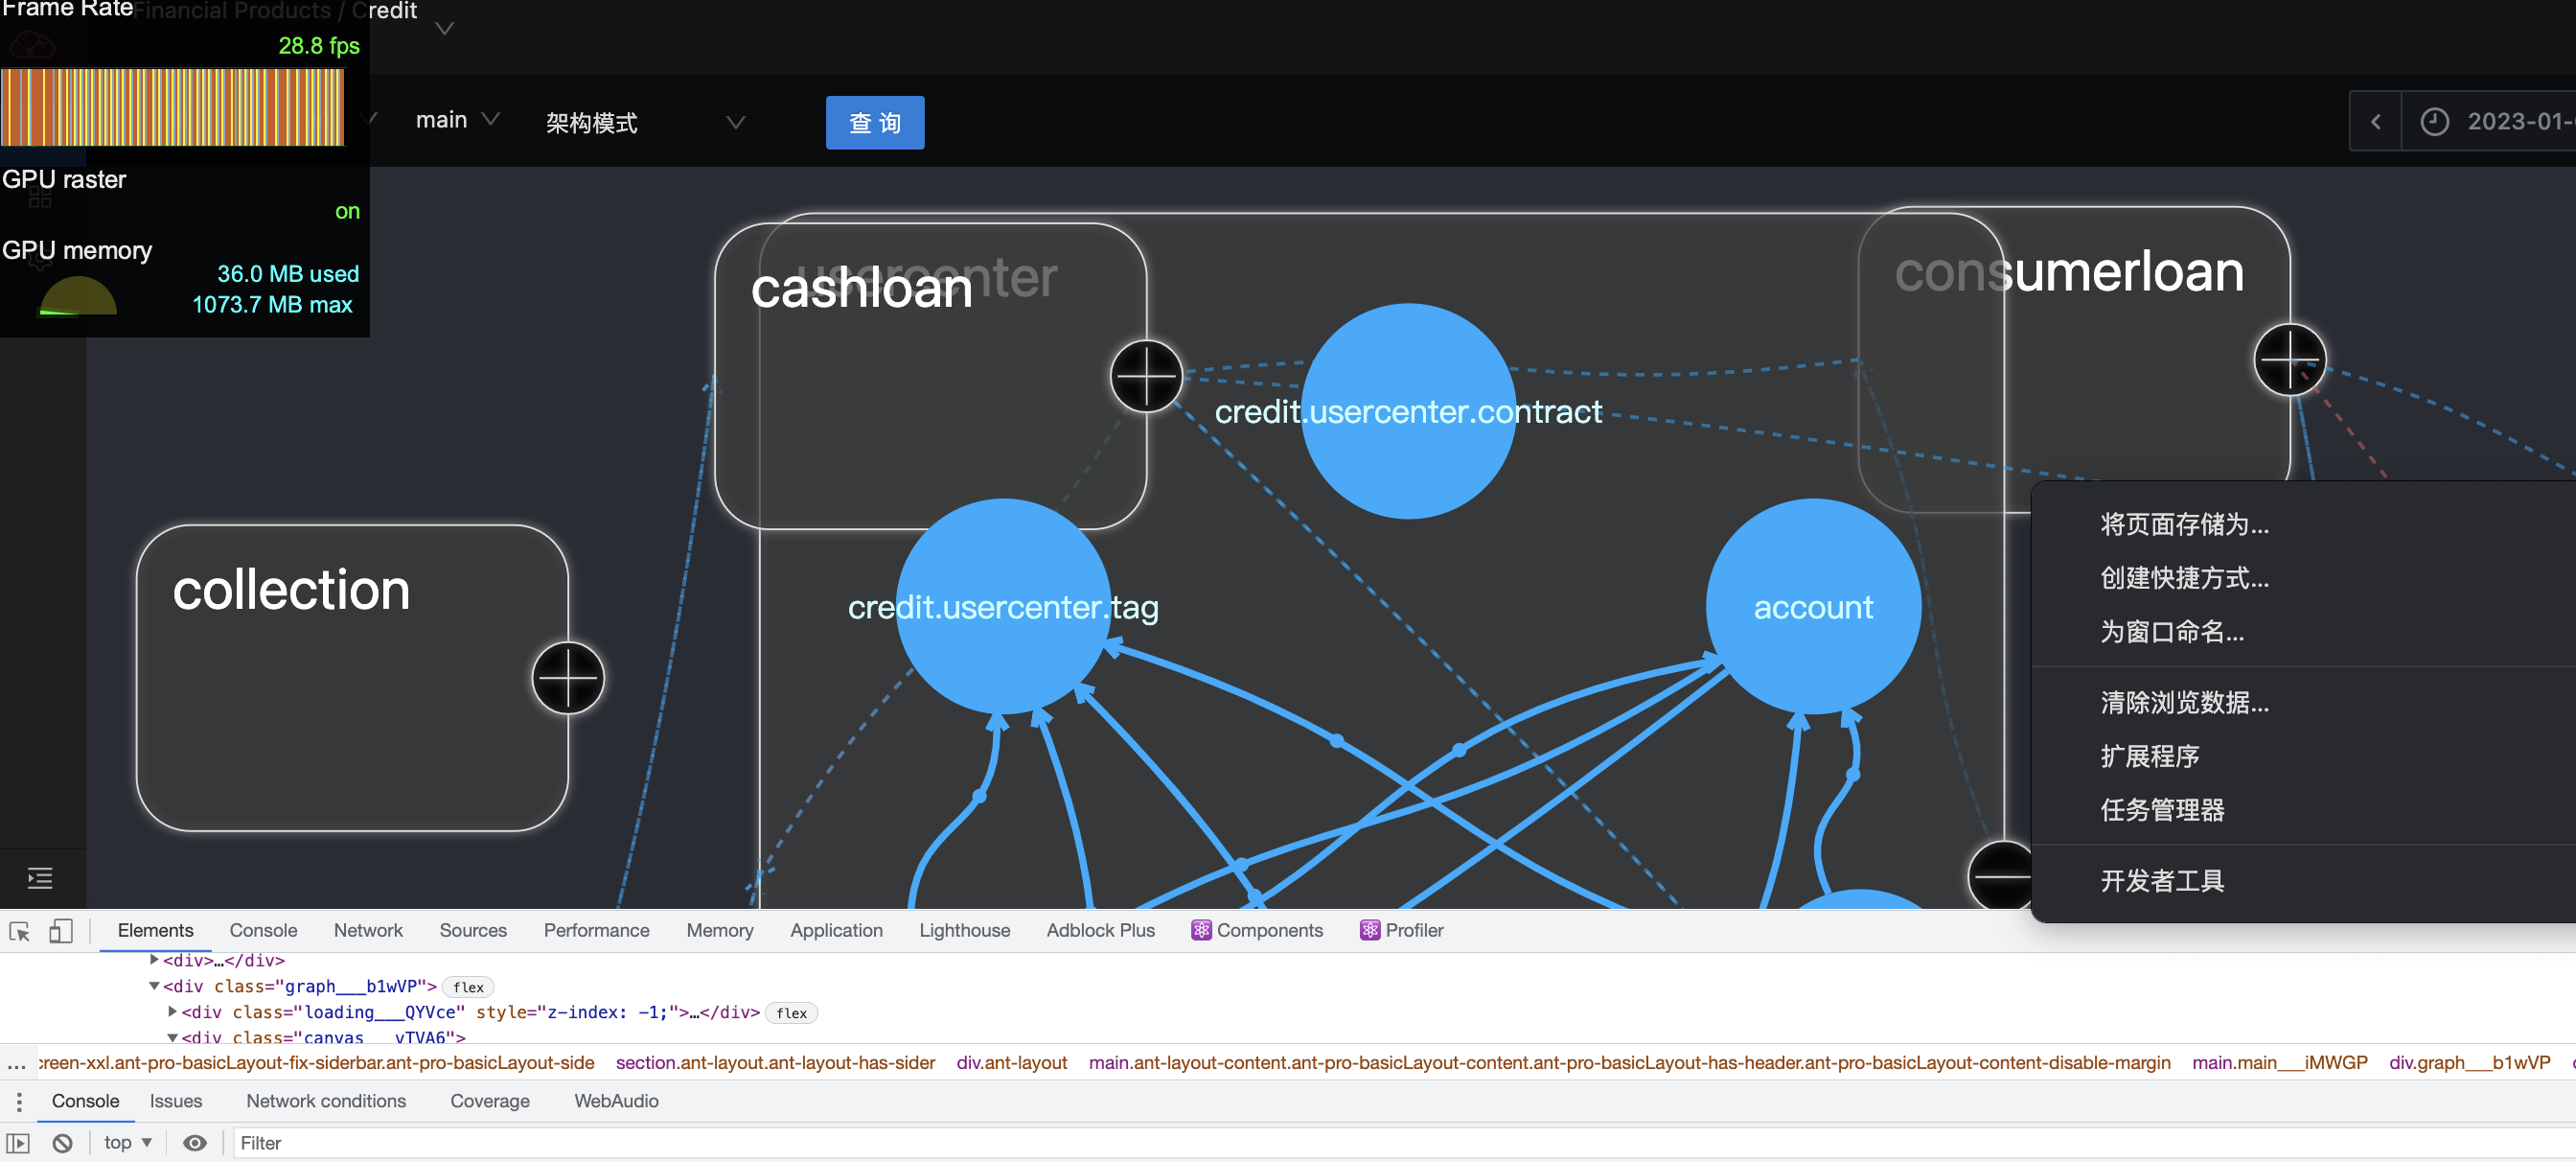 Frame Rate
Financial Products / Credit
28.8 fps
main
架构模式
查 询
2023-01-
GPU raster
on
GPU memory
36.0 MB used
1073.7 MB max
usercenter
cashloan
consumerloan
credit.usercenter.contract
collection
credit.usercenter.tag
account
将页面存储为...
创建快捷方式...
为窗口命名...
清除浏览数据...
扩展程序
任务管理器
开发者工具
Elements Console Network Sources Performance Memory Application Lighthouse Adblock Plus Components Profiler
<div>…</div>
<div class="graph___b1wVP"> flex
<div class="loading___QYVce" style="z-index: -1;">…</div> flex
<div class="canvas___vTVA6">
... creen-xxl.ant-pro-basicLayout-fix-siderbar.ant-pro-basicLayout-side section.ant-layout.ant-layout-has-sider div.ant-layout main.ant-layout-content.ant-pro-basicLayout-content.ant-pro-basicLayout-has-header.ant-pro-basicLayout-content-disable-margin main.main___iMWGP div.graph___b1wVP
Console Issues Network conditions Coverage WebAudio
top Filter